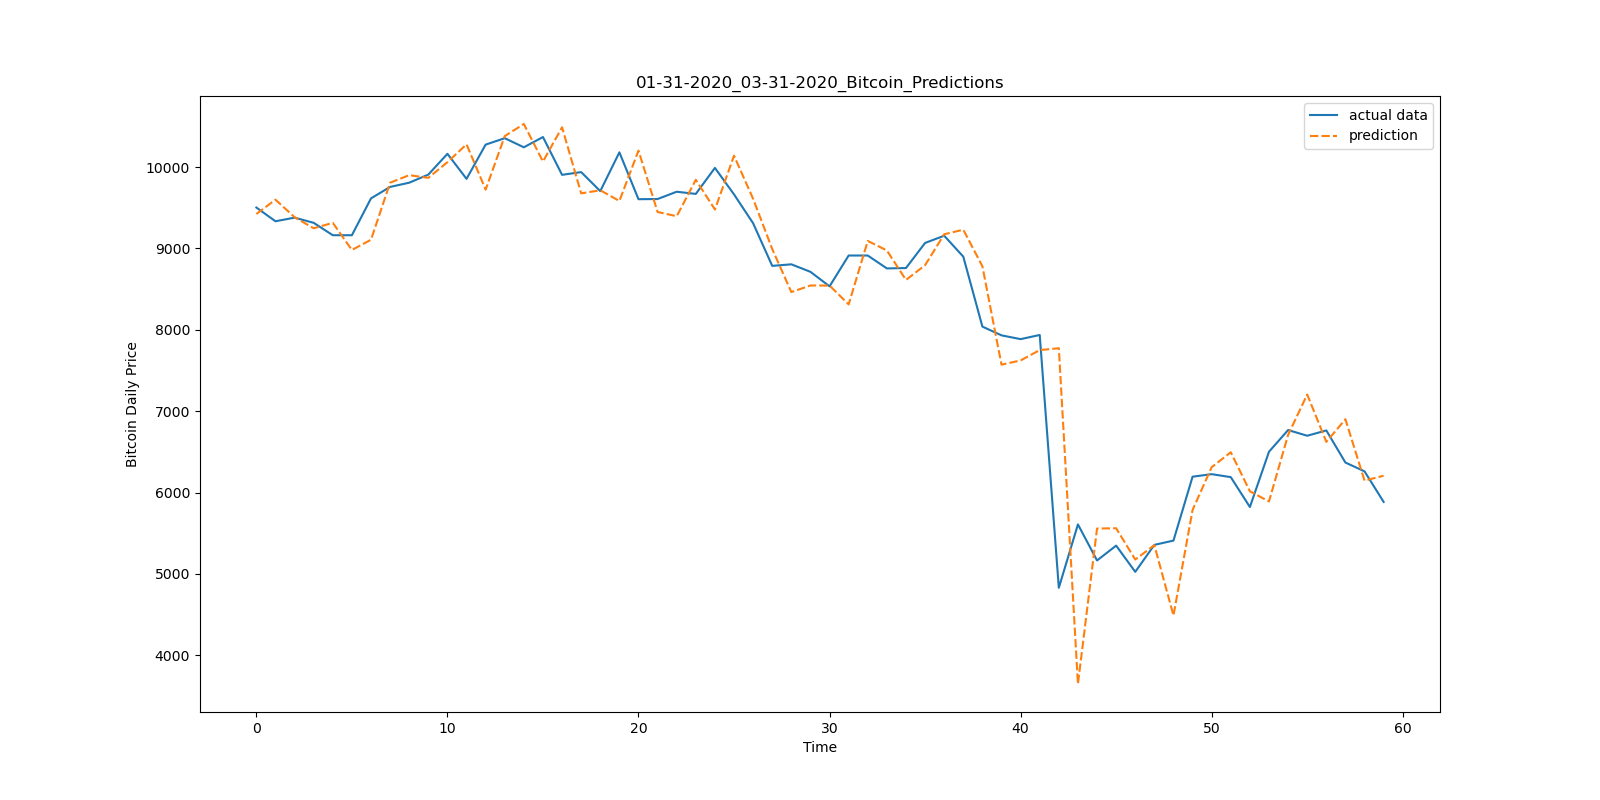 01-31-2020_03-31-2020_Bitcoin_Predictions
actual data
prediction
10000
9000
8000
7000
6000
5000
4000
Bitcoin Daily Price
0 10 20 30 40 50 60
Time